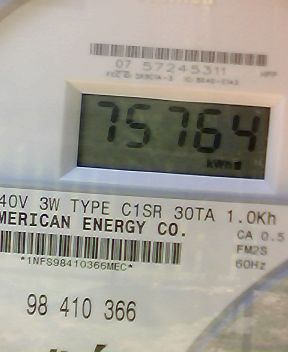 07 57245311
75764
kWh
40V 3W TYPE C1SR 30TA 1.0Kh
MERICAN ENERGY CO.
CA 0.5
FM2S
60Hz
*1NFS98410366MEC*
98 410 366